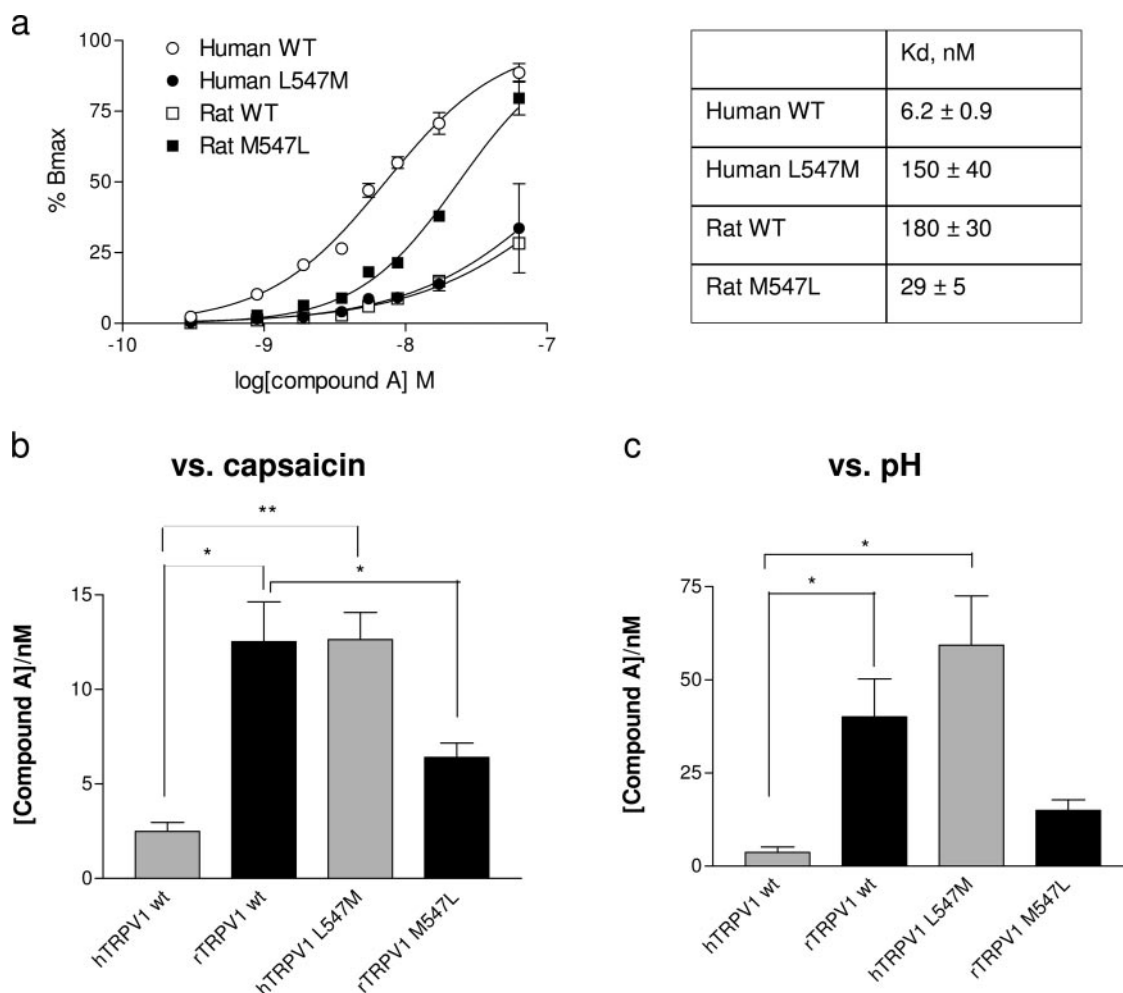 a
100
75
50
25
0
% Bmax
Human WT
Human L547M
Rat WT
Rat M547L
-10 -9 -8 -7
log[compound A] M
Kd, nM
Human WT 6.2 ± 0.9
Human L547M 150 ± 40
Rat WT 180 ± 30
Rat M547L 29 ± 5
b
vs. capsaicin
**
*
*
15
10
5
0
[Compound A]/nM
hTRPV1 wt
rTRPV1 wt
hTRPV1 L547M
rTRPV1 M547L
c
vs. pH
*
*
75
50
25
0
[Compound A]/nM
hTRPV1 wt
rTRPV1 wt
hTRPV1 L547M
rTRPV1 M547L